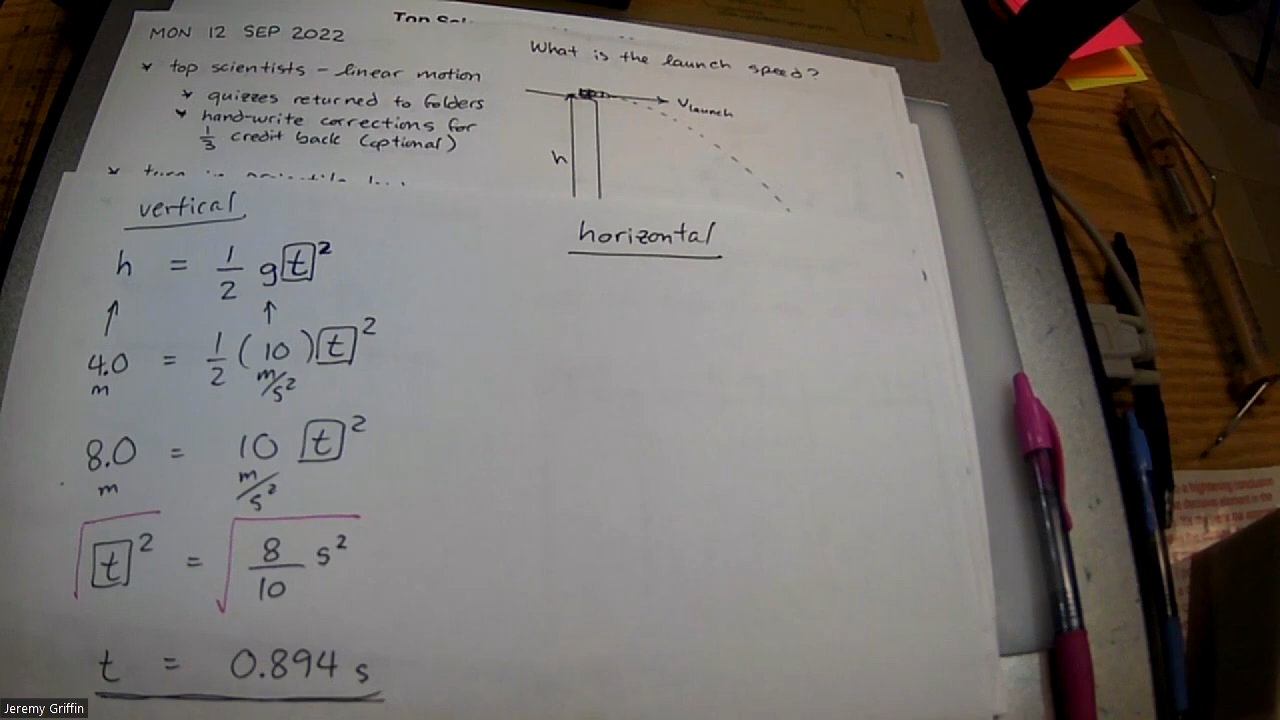 MON 12 SEP 2022
* top scientists - linear motion
* quizzes returned to folders
* hand-write corrections for
1/3 credit back (optional)
What is the launch speed?
Vlaunch
h
vertical
h = 1/2 g t²
4.0 m = 1/2 (10 m/s²) t²
8.0 m = 10 m/s² t²
√t² = √8/10 s²
t = 0.894 s
horizontal
Jeremy Griffin